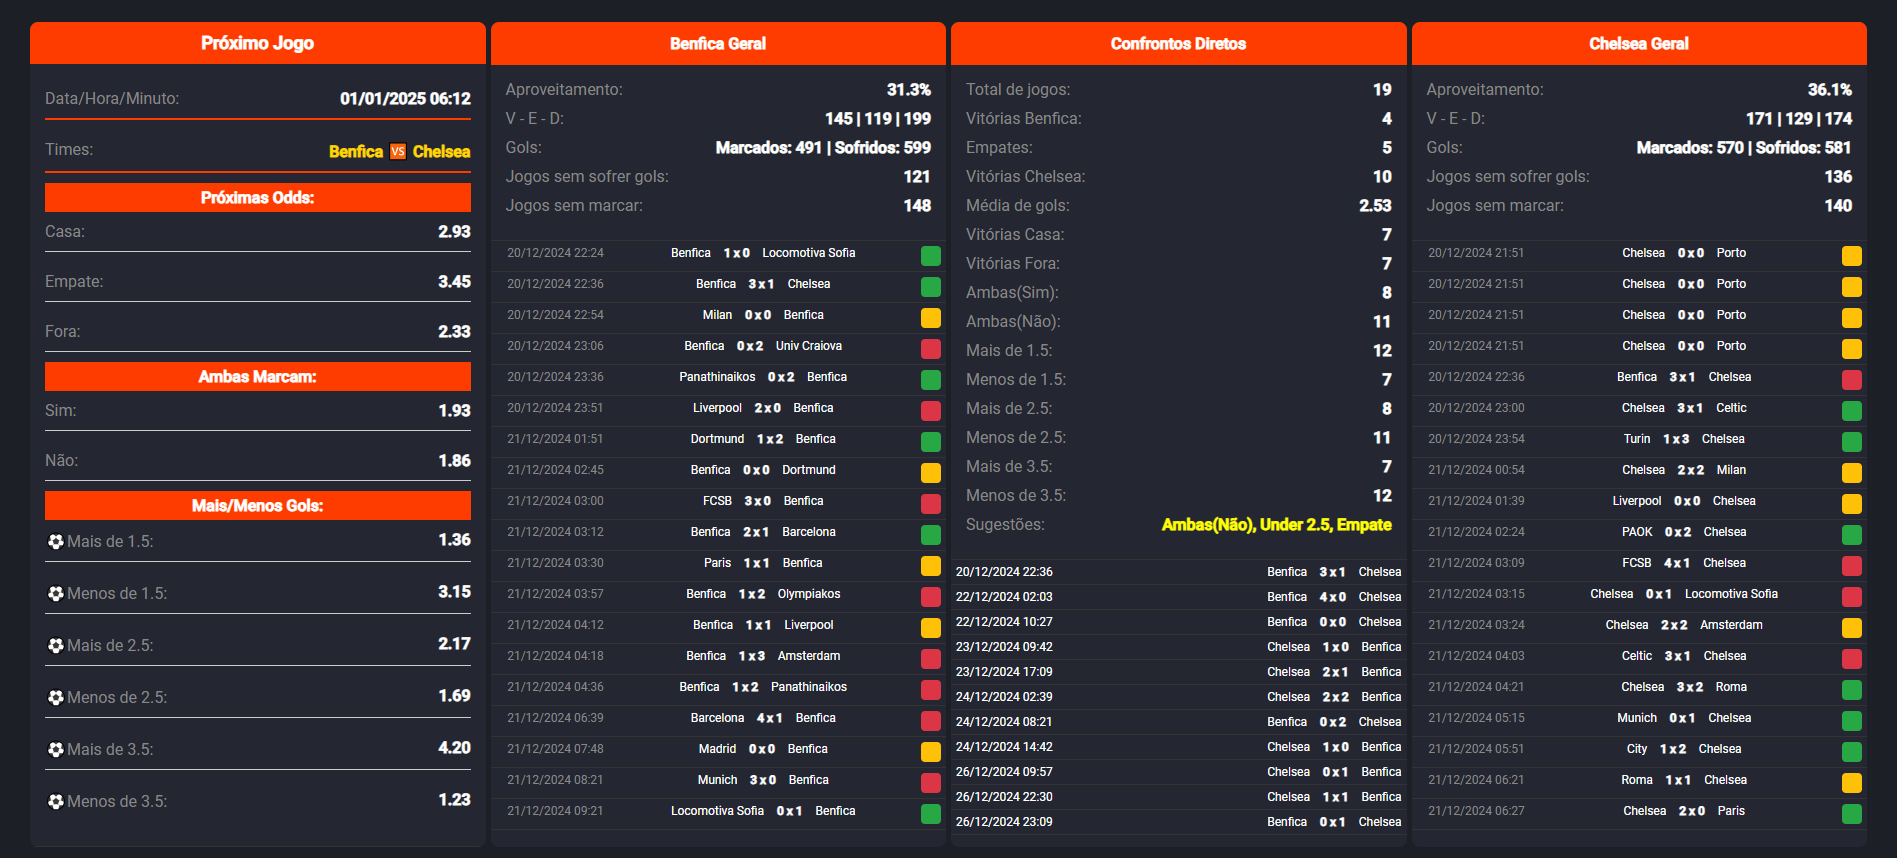 Próximo Jogo
Data/Hora/Minuto: 01/01/2025 06:12
Times: Benfica VS Chelsea
Próximas Odds:
Casa: 2.93
Empate: 3.45
Fora: 2.33
Ambas Marcam:
Sim: 1.93
Não: 1.86
Mais/Menos Gols:
Mais de 1.5: 1.36
Menos de 1.5: 3.15
Mais de 2.5: 2.17
Menos de 2.5: 1.69
Mais de 3.5: 4.20
Menos de 3.5: 1.23
Benfica Geral
Aproveitamento: 31.3%
V - E - D: 145 | 119 | 199
Gols: Marcados: 491 | Sofridos: 599
Jogos sem sofrer gols: 121
Jogos sem marcar: 148
20/12/2024 22:24 Benfica 1 x 0 Locomotiva Sofia
20/12/2024 22:36 Benfica 3 x 1 Chelsea
20/12/2024 22:54 Milan 0 x 0 Benfica
20/12/2024 23:06 Benfica 0 x 2 Univ Craiova
20/12/2024 23:36 Panathinaikos 0 x 2 Benfica
20/12/2024 23:51 Liverpool 2 x 0 Benfica
21/12/2024 01:51 Dortmund 1 x 2 Benfica
21/12/2024 02:45 Benfica 0 x 0 Dortmund
21/12/2024 03:00 FCSB 3 x 0 Benfica
21/12/2024 03:12 Benfica 2 x 1 Barcelona
21/12/2024 03:30 Paris 1 x 1 Benfica
21/12/2024 03:57 Benfica 1 x 2 Olympiakos
21/12/2024 04:12 Benfica 1 x 1 Liverpool
21/12/2024 04:18 Benfica 1 x 3 Amsterdam
21/12/2024 04:36 Benfica 1 x 2 Panathinaikos
21/12/2024 06:39 Barcelona 4 x 1 Benfica
21/12/2024 07:48 Madrid 0 x 0 Benfica
21/12/2024 08:21 Munich 3 x 0 Benfica
21/12/2024 09:21 Locomotiva Sofia 0 x 1 Benfica
Confrontos Diretos
Total de jogos: 19
Vitórias Benfica: 4
Empates: 5
Vitórias Chelsea: 10
Média de gols: 2.53
Vitórias Casa: 7
Vitórias Fora: 7
Ambas(Sim): 8
Ambas(Não): 11
Mais de 1.5: 12
Menos de 1.5: 7
Mais de 2.5: 8
Menos de 2.5: 11
Mais de 3.5: 7
Menos de 3.5: 12
Sugestões: Ambas(Não), Under 2.5, Empate
20/12/2024 22:36 Benfica 3 x 1 Chelsea
22/12/2024 02:03 Benfica 4 x 0 Chelsea
22/12/2024 10:27 Benfica 0 x 0 Chelsea
23/12/2024 09:42 Chelsea 1 x 0 Benfica
23/12/2024 17:09 Chelsea 2 x 1 Benfica
24/12/2024 02:39 Chelsea 2 x 2 Benfica
24/12/2024 08:21 Benfica 0 x 2 Chelsea
24/12/2024 14:42 Chelsea 1 x 0 Benfica
26/12/2024 09:57 Chelsea 0 x 1 Benfica
26/12/2024 22:30 Chelsea 1 x 1 Benfica
26/12/2024 23:09 Benfica 0 x 1 Chelsea
Chelsea Geral
Aproveitamento: 36.1%
V - E - D: 171 | 129 | 174
Gols: Marcados: 570 | Sofridos: 581
Jogos sem sofrer gols: 136
Jogos sem marcar: 140
20/12/2024 21:51 Chelsea 0 x 0 Porto
20/12/2024 21:51 Chelsea 0 x 0 Porto
20/12/2024 21:51 Chelsea 0 x 0 Porto
20/12/2024 21:51 Chelsea 0 x 0 Porto
20/12/2024 22:36 Benfica 3 x 1 Chelsea
20/12/2024 23:00 Chelsea 3 x 1 Celtic
20/12/2024 23:54 Turin 1 x 3 Chelsea
21/12/2024 00:54 Chelsea 2 x 2 Milan
21/12/2024 01:39 Liverpool 0 x 0 Chelsea
21/12/2024 02:24 PAOK 0 x 2 Chelsea
21/12/2024 03:09 FCSB 4 x 1 Chelsea
21/12/2024 03:15 Chelsea 0 x 1 Locomotiva Sofia
21/12/2024 03:24 Chelsea 2 x 2 Amsterdam
21/12/2024 04:03 Celtic 3 x 1 Chelsea
21/12/2024 04:21 Chelsea 3 x 2 Roma
21/12/2024 05:15 Munich 0 x 1 Chelsea
21/12/2024 05:51 City 1 x 2 Chelsea
21/12/2024 06:21 Roma 1 x 1 Chelsea
21/12/2024 06:27 Chelsea 2 x 0 Paris